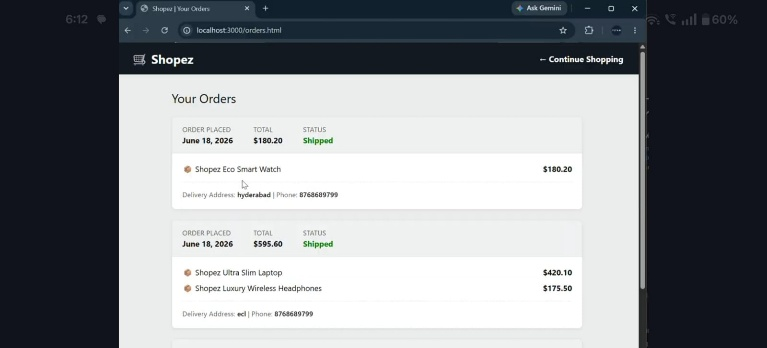 6:12
60%
Shopez | Your Orders
Ask Gemini
localhost:3000/orders.html
Shopez
← Continue Shopping
Your Orders
ORDER PLACED TOTAL STATUS
June 18, 2026 $180.20 Shipped
Shopez Eco Smart Watch $180.20
Delivery Address: hyderabad | Phone: 8768689799
ORDER PLACED TOTAL STATUS
June 18, 2026 $595.60 Shipped
Shopez Ultra Slim Laptop $420.10
Shopez Luxury Wireless Headphones $175.50
Delivery Address: ecl | Phone: 8768689799